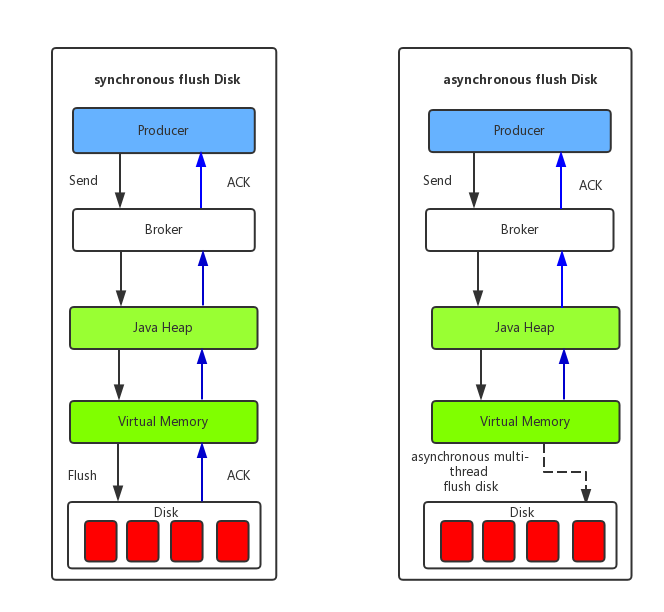 synchronous flush Disk
Producer
Send
ACK
Broker
Java Heap
Virtual Memory
Flush
ACK
Disk
asynchronous flush Disk
Producer
Send
ACK
Broker
Java Heap
Virtual Memory
asynchronous multi-
thread
flush disk
Disk